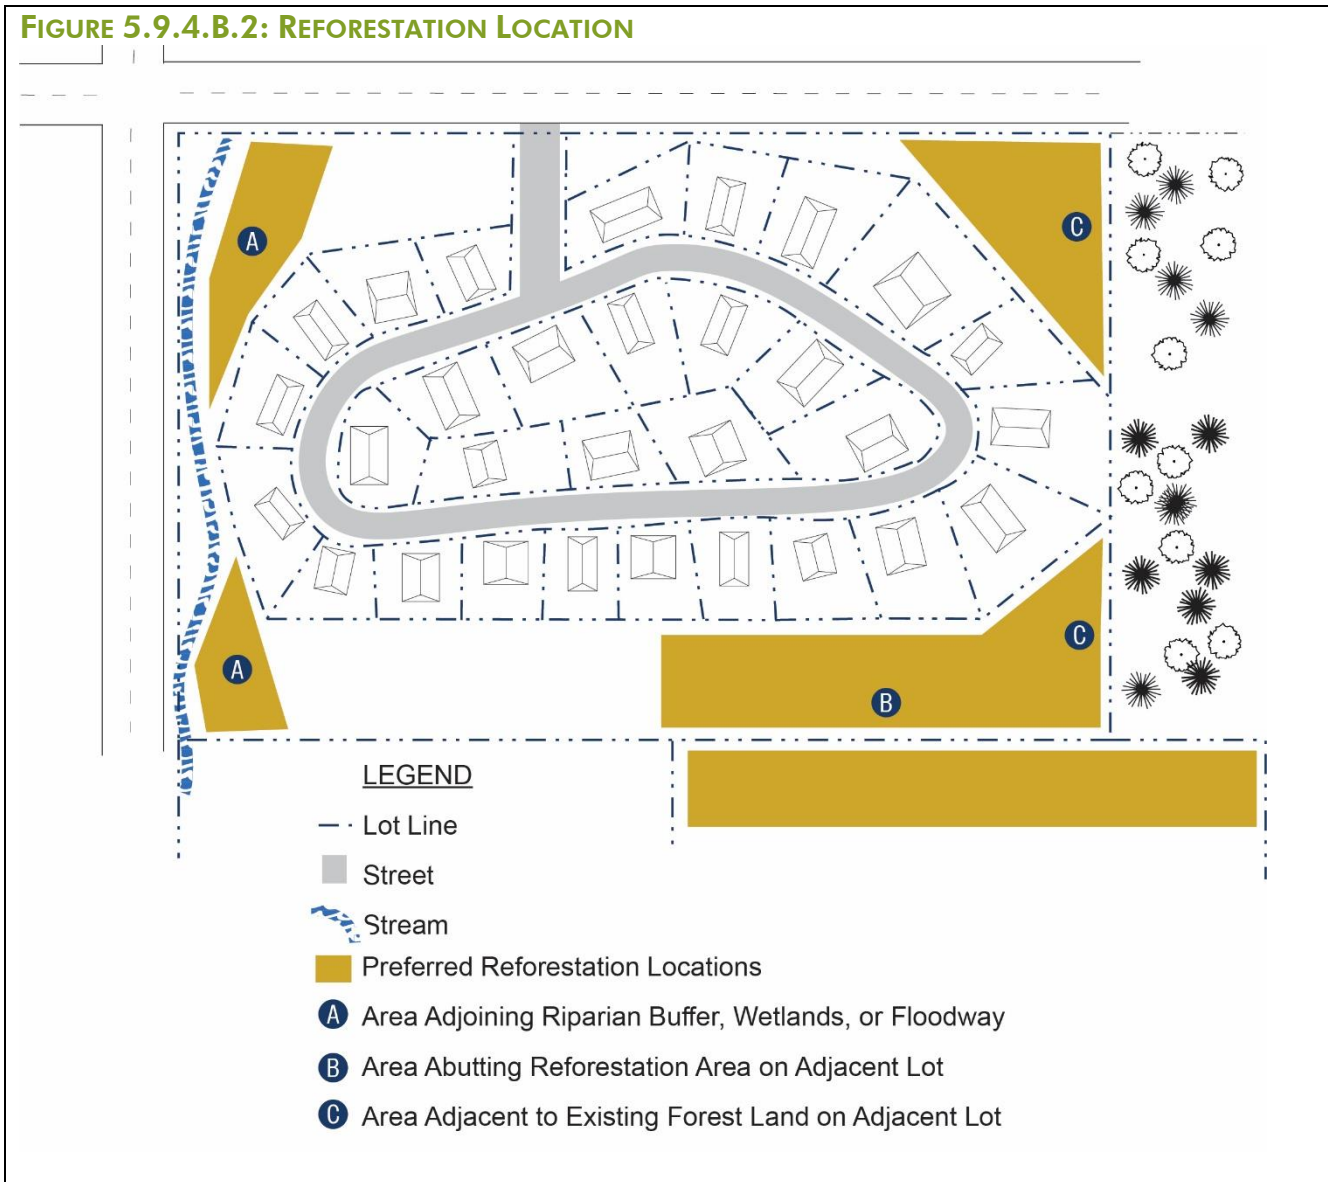 FIGURE 5.9.4.B.2: REFORESTATION LOCATION
A
C
A
C
B
LEGEND
Lot Line
Street
Stream
Preferred Reforestation Locations
A Area Adjoining Riparian Buffer, Wetlands, or Floodway
B Area Abutting Reforestation Area on Adjacent Lot
C Area Adjacent to Existing Forest Land on Adjacent Lot